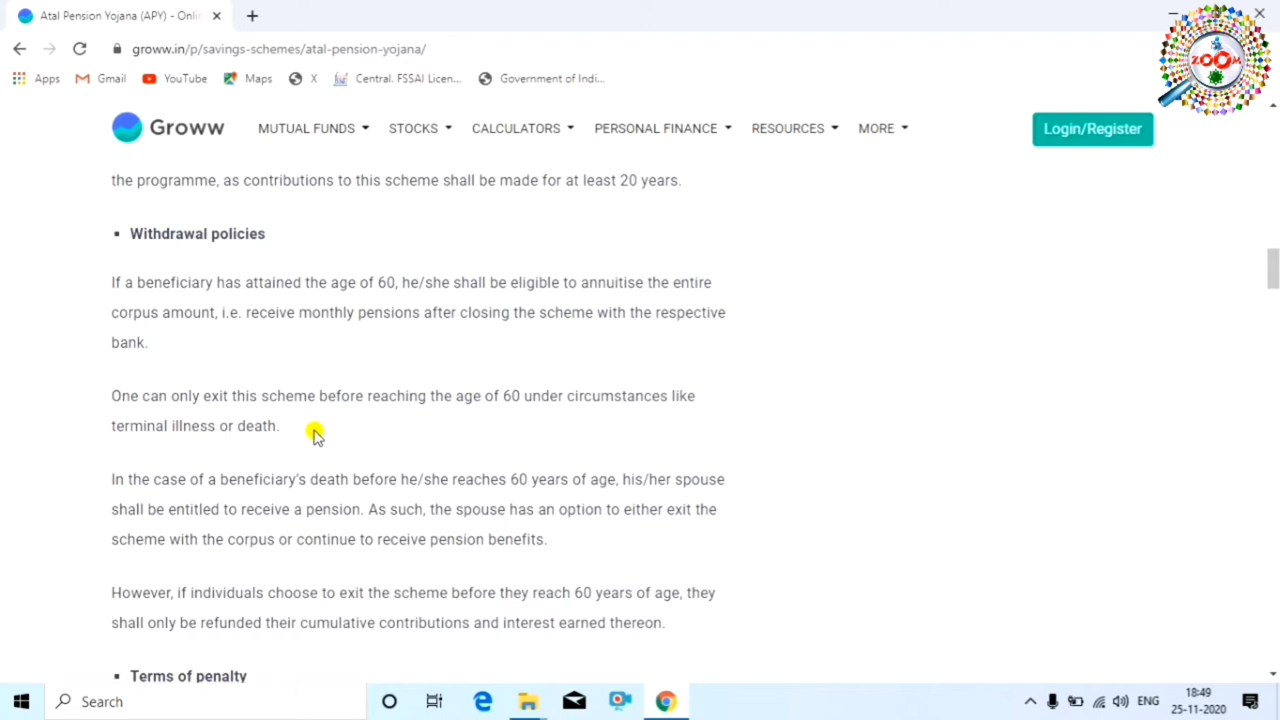 Atal Pension Yojana (APY) - Onli
groww.in/p/savings-schemes/atal-pension-yojana/
Apps Gmail YouTube Maps X Central. FSSAI Licen... Government of Indi...
ZOOM
Groww MUTUAL FUNDS STOCKS CALCULATORS PERSONAL FINANCE RESOURCES MORE Login/Register
the programme, as contributions to this scheme shall be made for at least 20 years.
Withdrawal policies
If a beneficiary has attained the age of 60, he/she shall be eligible to annuitise the entire
corpus amount, i.e. receive monthly pensions after closing the scheme with the respective
bank.
One can only exit this scheme before reaching the age of 60 under circumstances like
terminal illness or death.
In the case of a beneficiary's death before he/she reaches 60 years of age, his/her spouse
shall be entitled to receive a pension. As such, the spouse has an option to either exit the
scheme with the corpus or continue to receive pension benefits.
However, if individuals choose to exit the scheme before they reach 60 years of age, they
shall only be refunded their cumulative contributions and interest earned thereon.
Terms of penalty
Search ENG 18:49
25-11-2020